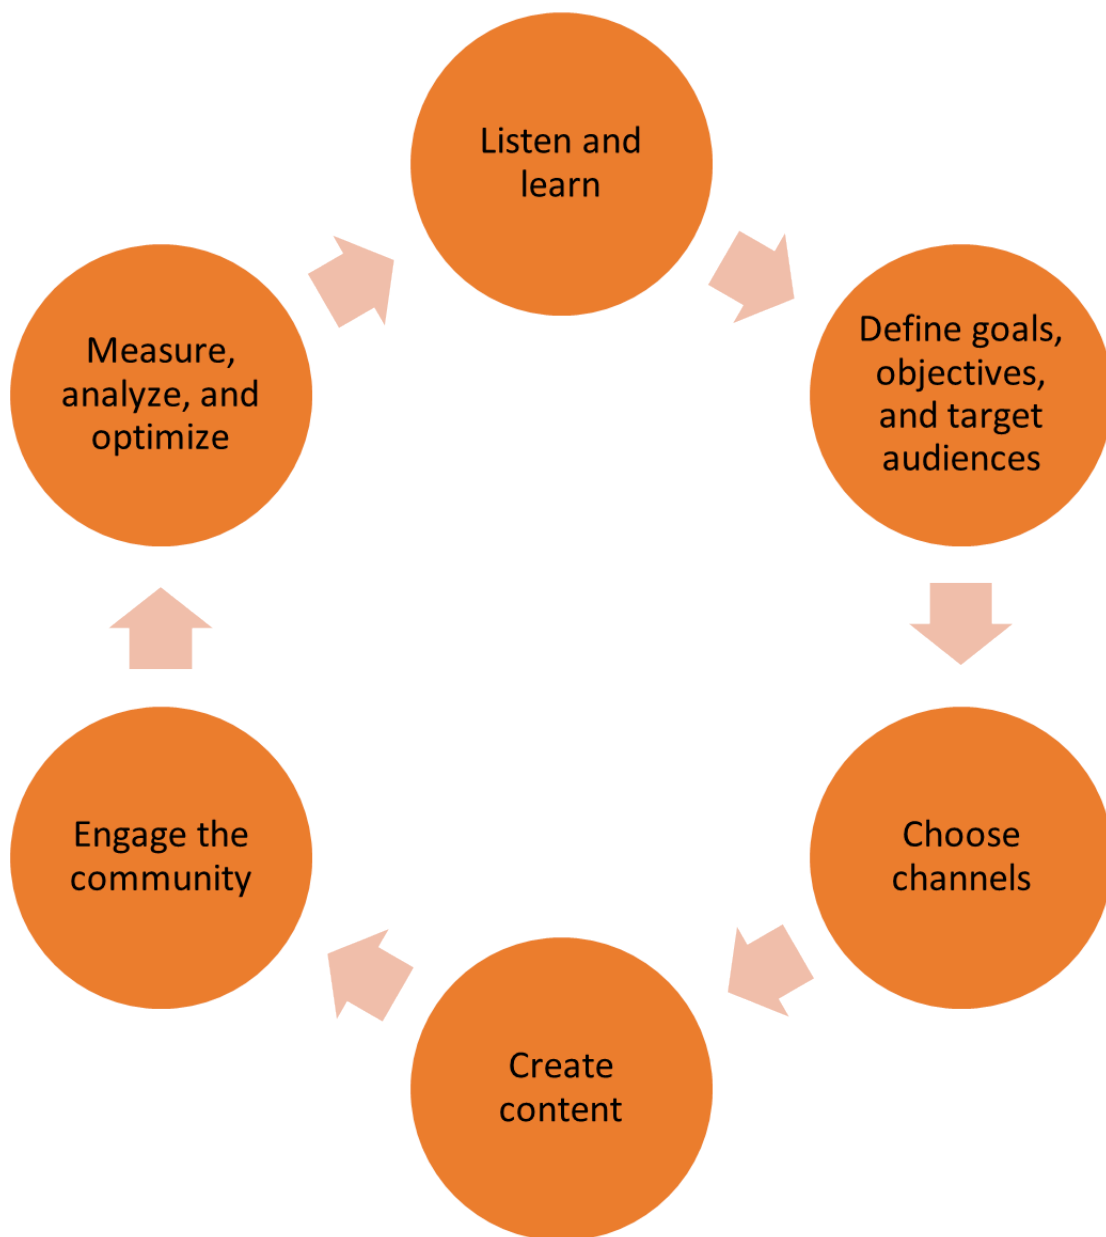 Listen and
learn
Define goals,
objectives,
and target
audiences
Choose
channels
Create
content
Engage the
community
Measure,
analyze, and
optimize